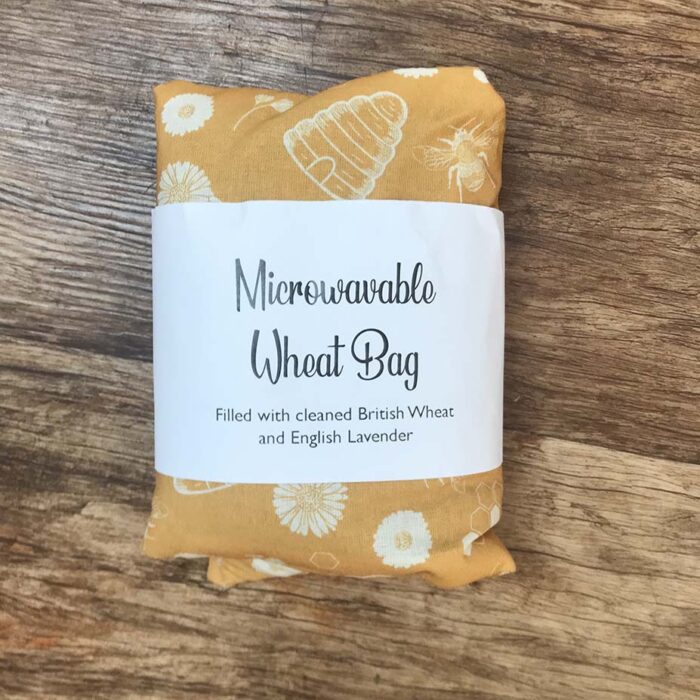 Microwavable
Wheat Bag
Filled with cleaned British Wheat
and English Lavender